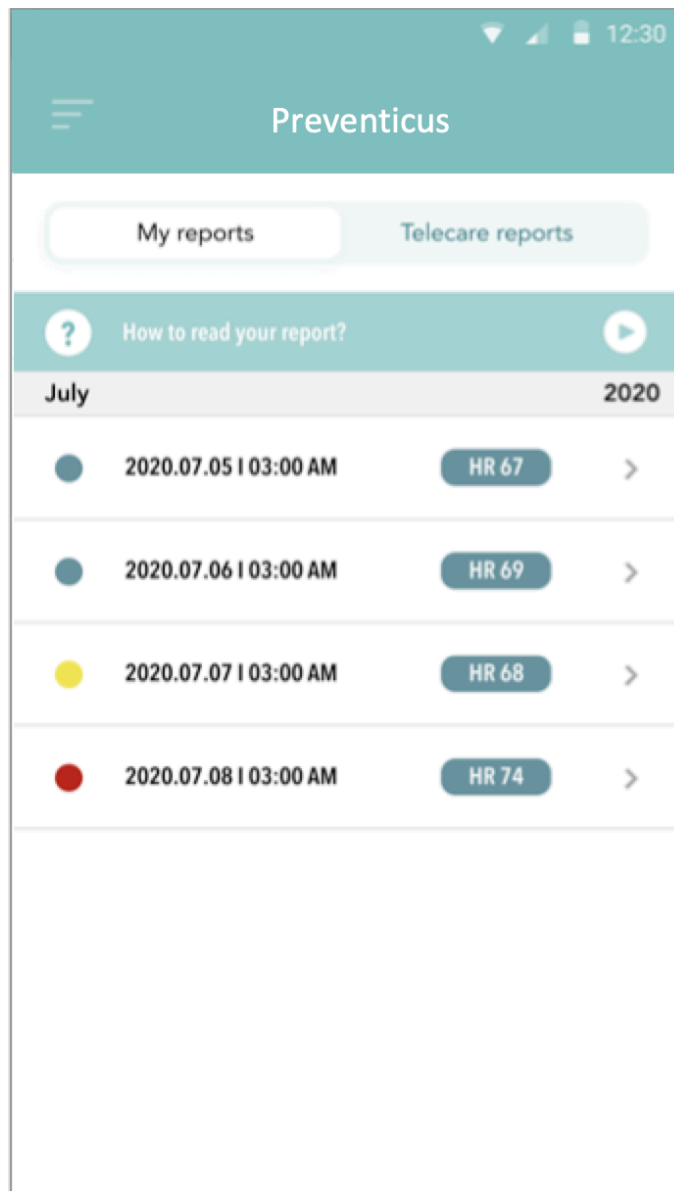 12:30
Preventicus
My reports Telecare reports
? How to read your report?
July 2020
2020.07.05 I 03:00 AM HR 67
2020.07.06 I 03:00 AM HR 69
2020.07.07 I 03:00 AM HR 68
2020.07.08 I 03:00 AM HR 74